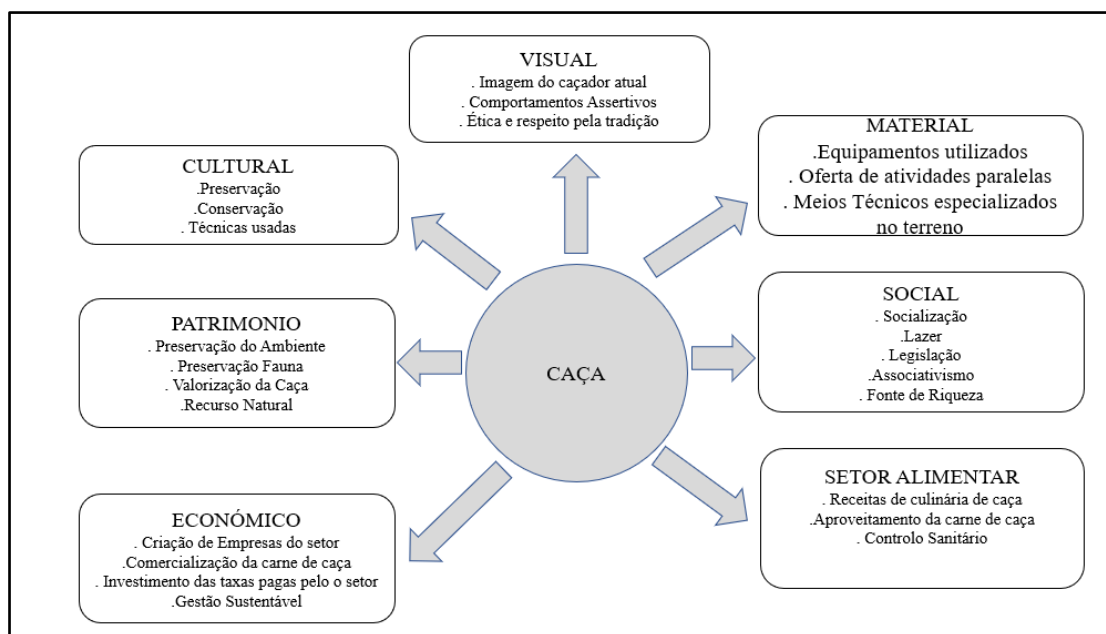 VISUAL
. Imagem do caçador atual
. Comportamentos Assertivos
. Ética e respeito pela tradição
MATERIAL
.Equipamentos utilizados
. Oferta de atividades paralelas
. Meios Técnicos especializados
no terreno
CULTURAL
.Preservação
.Conservação
. Técnicas usadas
SOCIAL
. Socialização
. Lazer
. Legislação
.Associativismo
. Fonte de Riqueza
PATRIMONIO
. Preservação do Ambiente
. Preservação Fauna
. Valorização da Caça
.Recurso Natural
CAÇA
SETOR ALIMENTAR
. Receitas de culinária de caça
.Aproveitamento da carne de caça
. Controlo Sanitário
ECONÓMICO
. Criação de Empresas do setor
.Comercialização da carne de caça
. Investimento das taxas pagas pelo o setor
.Gestão Sustentável